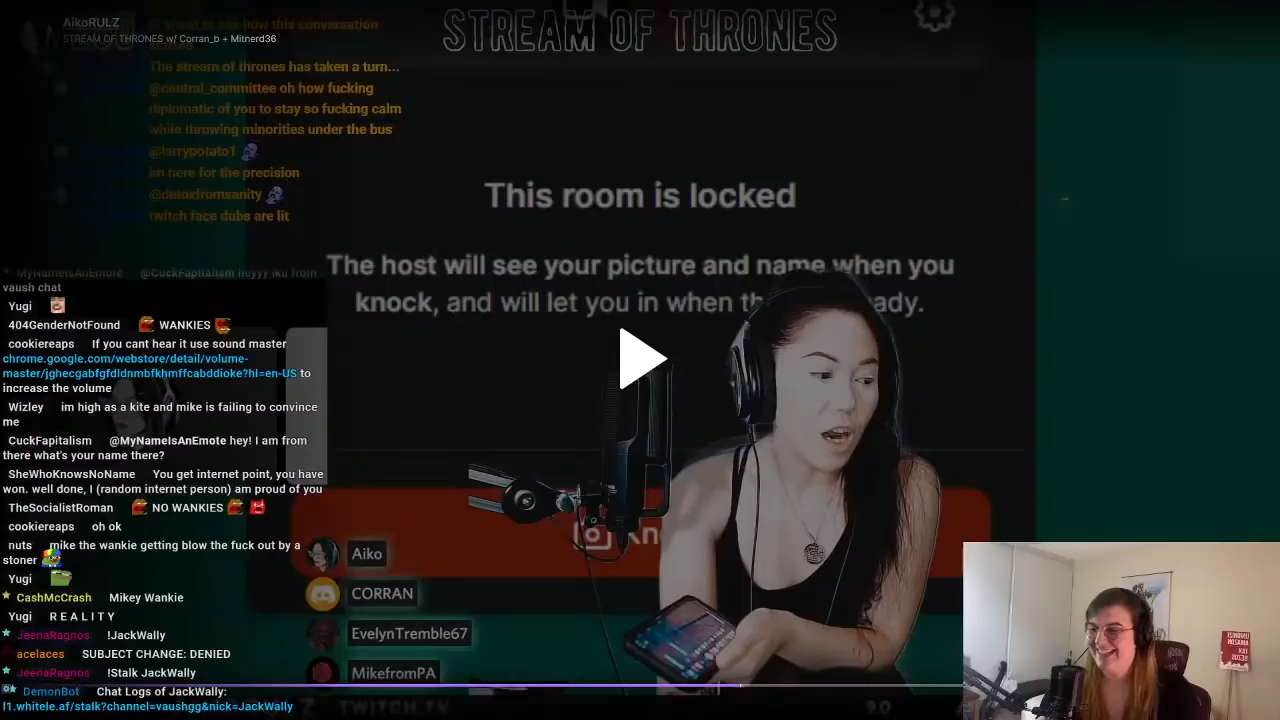 AikoRULZ
STREAM OF THRONES w/ Corran_b + Mitnerd36
STREAM OF THRONES
how this conversation
The stream of thrones has taken a turn...
@central_committee oh how fucking
diplomatic of you to stay so fucking calm
while throwing minorities under the bus
@larrypotato1
im here for the precision
@detoxfromsanity
twitch face dubs are lit
This room is locked
The host will see your picture and name when you
knock, and will let you in when th ady.
MyNameIsAnEmote @CuckFapitalism heyyy iku from
vaush chat
Yugi
404GenderNotFound WANKIES
cookiereaps If you cant hear it use sound master
chrome.google.com/webstore/detail/volume-
master/jghecgabfgfdldnmbfkhmffcabddioke?hl=en-US to
increase the volume
Wizley im high as a kite and mike is failing to convince
me
CuckFapitalism @MyNameIsAnEmote hey! I am from
there what's your name there?
SheWhoKnowsNoName You get internet point, you have
won. well done, I (random internet person) am proud of you
TheSocialistRoman NO WANKIES
cookiereaps oh ok
nuts mike the wankie getting blow the fuck out by a
stoner
Yugi
CashMcCrash Mikey Wankie
Yugi R E A L I T Y
JeenaRagnos !JackWally
acelaces SUBJECT CHANGE: DENIED
JeenaRagnos !Stalk JackWally
DemonBot Chat Logs of JackWally:
l1.whitele.af/stalk?channel=vaushgg&nick=JackWally
Kn
Aiko
CORRAN
EvelynTremble67
MikefromPA
TWITCH.TV